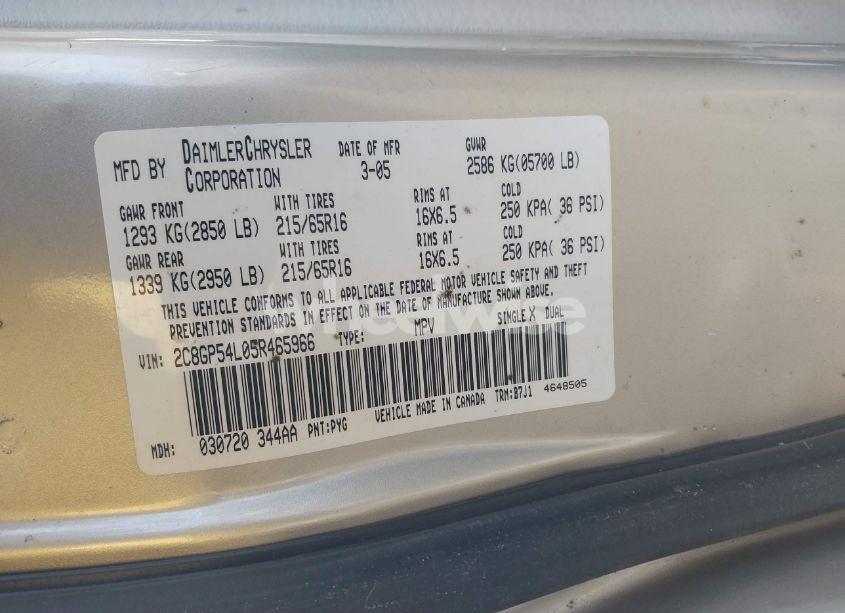 MFD BY DAIMLERCHRYSLER CORPORATION
DATE OF MFR 3-05
GVWR 2586 KG(05700 LB)
GAWR FRONT WITH TIRES RIMS AT COLD
1293 KG(2850 LB) 215/65R16 16X6.5 250 KPA( 36 PSI)
GAWR REAR WITH TIRES RIMS AT COLD
1339 KG(2950 LB) 215/65R16 16X6.5 250 KPA( 36 PSI)
THIS VEHICLE CONFORMS TO ALL APPLICABLE FEDERAL MOTOR VEHICLE SAFETY AND THEFT
PREVENTION STANDARDS IN EFFECT ON THE DATE OF MANUFACTURE SHOWN ABOVE.
VIN: 2C8GP54L05R465966 TYPE: MPV SINGLE X DUAL
MDH: 030720 344AA PNT:PYG VEHICLE MADE IN CANADA TRM:B7J1 4648505